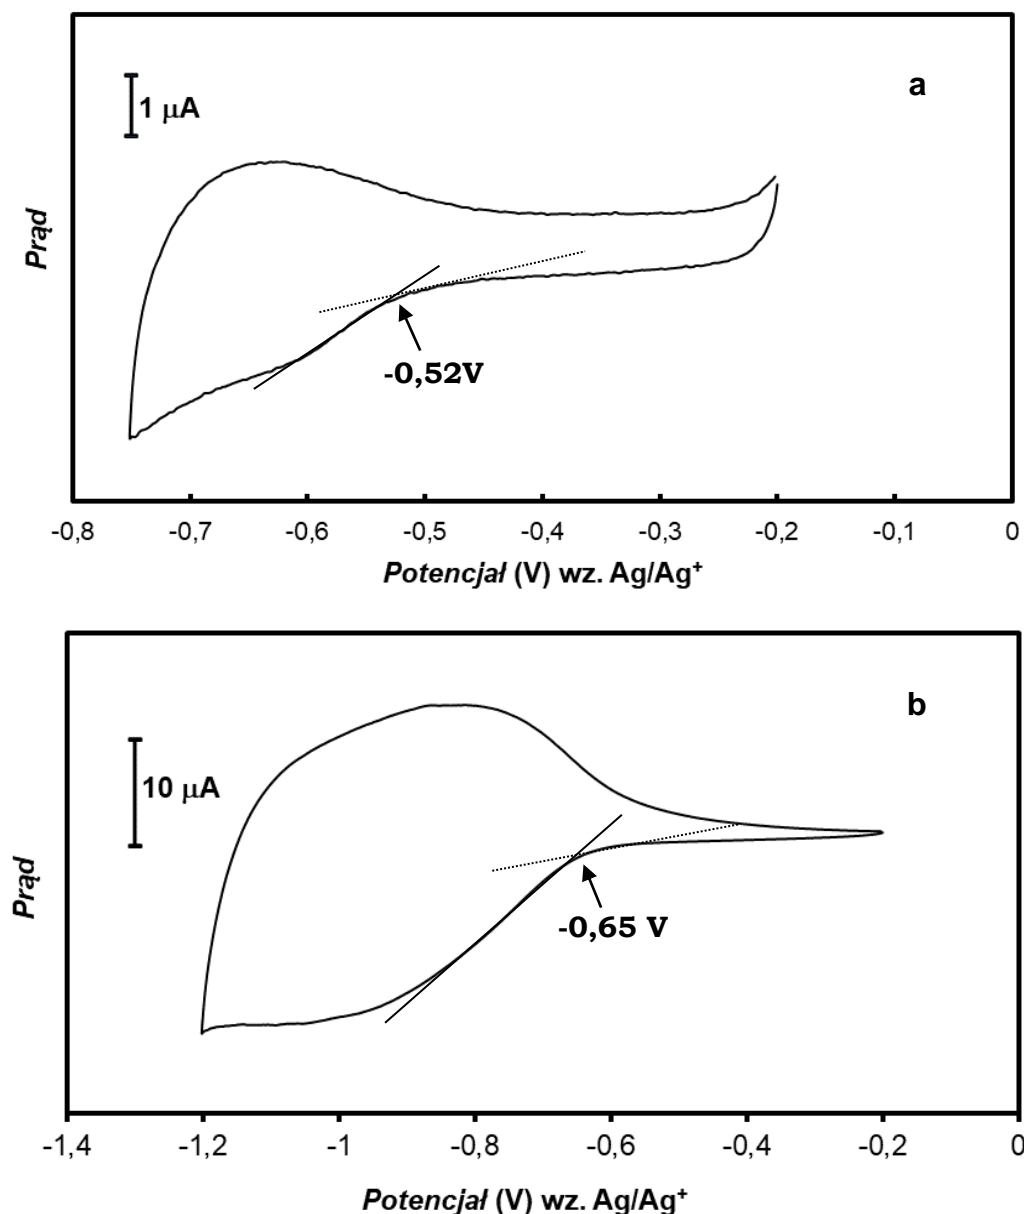 a
1 μA
Prąd
-0,52V
-0,8 -0,7 -0,6 -0,5 -0,4 -0,3 -0,2 -0,1 0
Potencjał (V) wz. Ag/Ag⁺
b
10 μA
Prąd
-0,65 V
-1,4 -1,2 -1 -0,8 -0,6 -0,4 -0,2 0
Potencjał (V) wz. Ag/Ag⁺